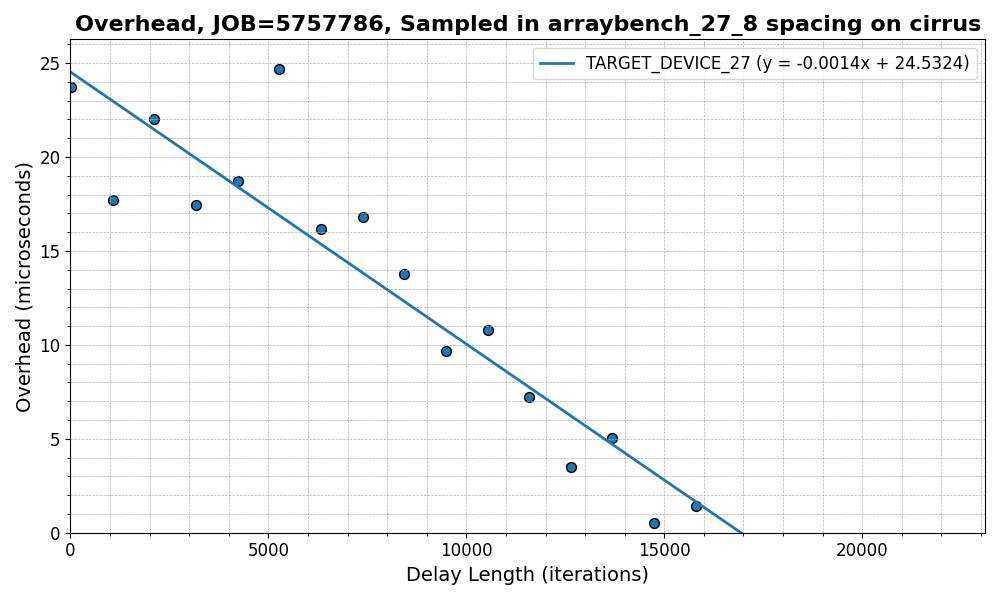 Overhead, JOB=5757786, Sampled in arraybench_27_8 spacing on cirrus
TARGET_DEVICE_27 (y = -0.0014x + 24.5324)
Overhead (microseconds)
25
20
15
10
5
0
0 5000 10000 15000 20000
Delay Length (iterations)